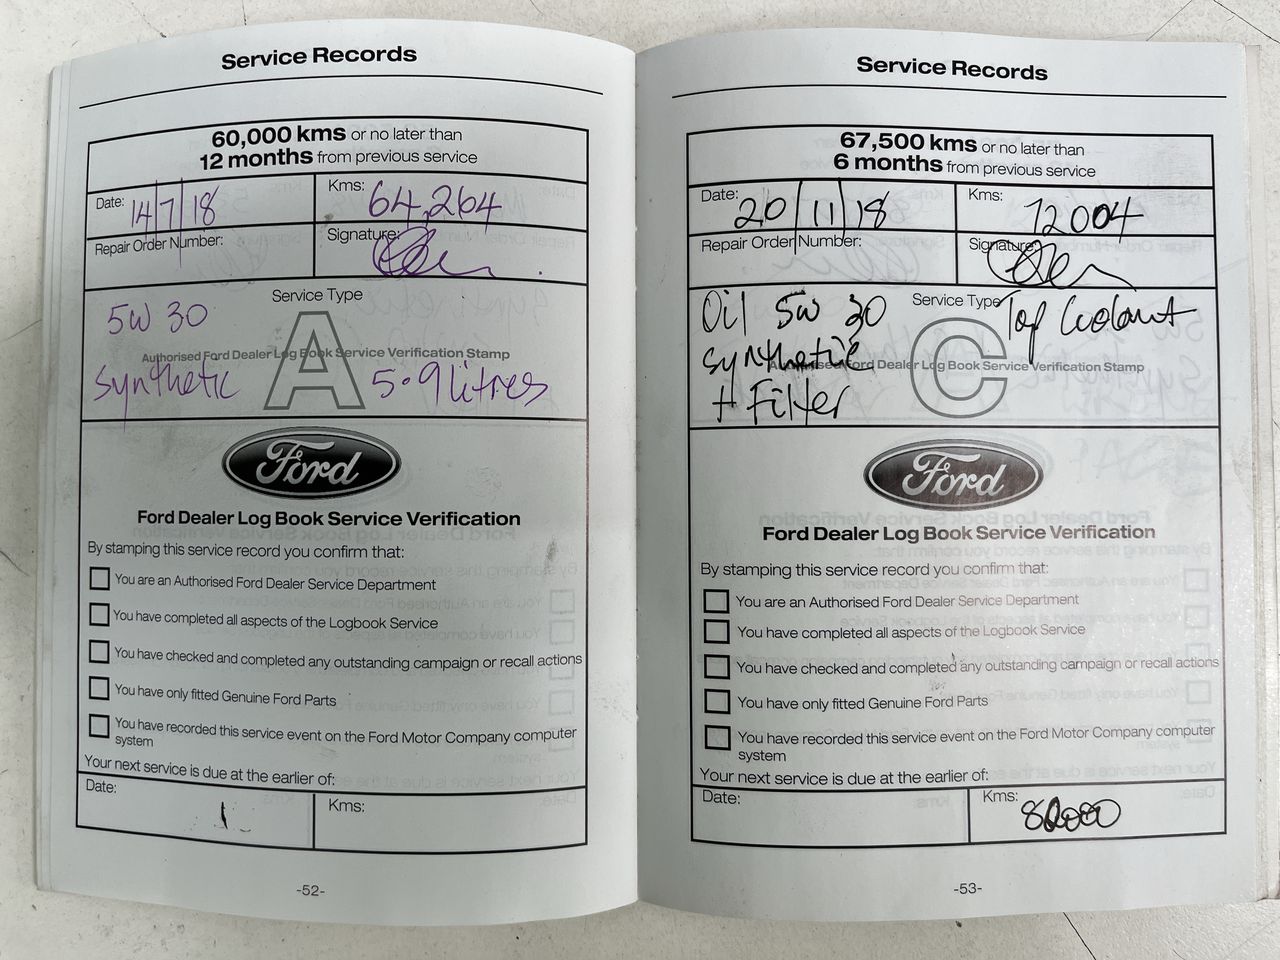 Service Records
60,000 kms or no later than
12 months from previous service
Date: 14/7/18
Kms: 64,264
Repair Order Number:
Signature:
Service Type
5W 30
A
Authorised Ford Dealer Log Book Service Verification Stamp
Synthetic 5.9 litres
Ford
Ford Dealer Log Book Service Verification
By stamping this service record you confirm that:
You are an Authorised Ford Dealer Service Department
You have completed all aspects of the Logbook Service
You have checked and completed any outstanding campaign or recall actions
You have only fitted Genuine Ford Parts
You have recorded this service event on the Ford Motor Company computer
system
Your next service is due at the earlier of:
Date:
Kms:
-52-
Service Records
67,500 kms or no later than
6 months from previous service
Date: 20/11/18
Kms: 72004
Repair Order Number:
Signature:
Service Type
Oil 5W 30
Top Coolant
C
synthetic
Authorised Ford Dealer Log Book Service Verification Stamp
+ Filter
Ford
Ford Dealer Log Book Service Verification
By stamping this service record you confirm that:
You are an Authorised Ford Dealer Service Department
You have completed all aspects of the Logbook Service
You have checked and completed any outstanding campaign or recall actions
You have only fitted Genuine Ford Parts
You have recorded this service event on the Ford Motor Company computer
system
Your next service is due at the earlier of:
Date:
Kms:
-53-